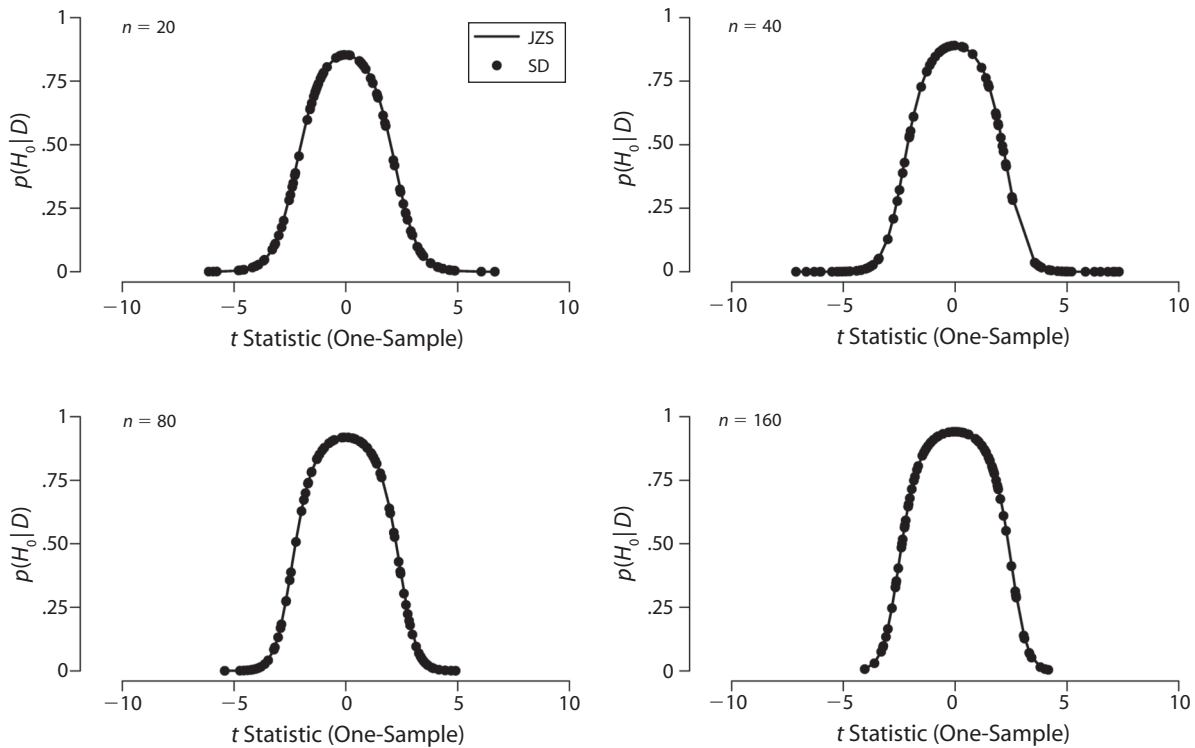 n = 20
JZS
SD
1
.75
.50
.25
0
p(H0|D)
−10 −5 0 5 10
t Statistic (One-Sample)
n = 40
1
.75
.50
.25
0
p(H0|D)
−10 −5 0 5 10
t Statistic (One-Sample)
n = 80
1
.75
.50
.25
0
p(H0|D)
−10 −5 0 5 10
t Statistic (One-Sample)
n = 160
1
.75
.50
.25
0
p(H0|D)
−10 −5 0 5 10
t Statistic (One-Sample)